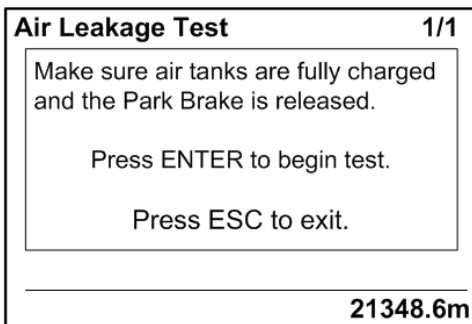 Air Leakage Test 1/1
Make sure air tanks are fully charged
and the Park Brake is released.
Press ENTER to begin test.
Press ESC to exit.
21348.6m